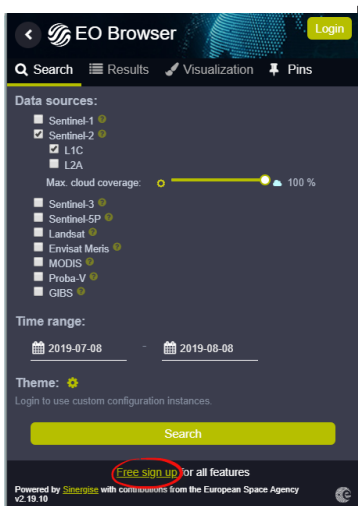 EO Browser
Login
Search Results Visualization Pins
Data sources:
Sentinel-1
Sentinel-2
L1C
L2A
Max. cloud coverage: 100 %
Sentinel-3
Sentinel-5P
Landsat
Envisat Meris
MODIS
Proba-V
GIBS
Time range:
2019-07-08 - 2019-08-08
Theme:
Login to use custom configuration instances.
Search
Free sign up for all features
Powered by Sinergise with contributions from the European Space Agency
v2.19.10